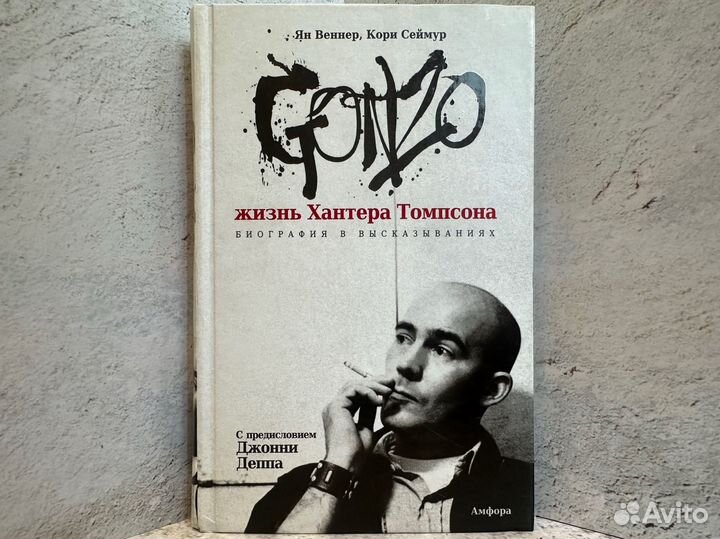 Ян Веннер, Кори Сеймур
GONZO
жизнь Хантера Томпсона
БИОГРАФИЯ В ВЫСКАЗЫВАНИЯХ
С предисловием
Джонни
Деппа
Амфора
Avito